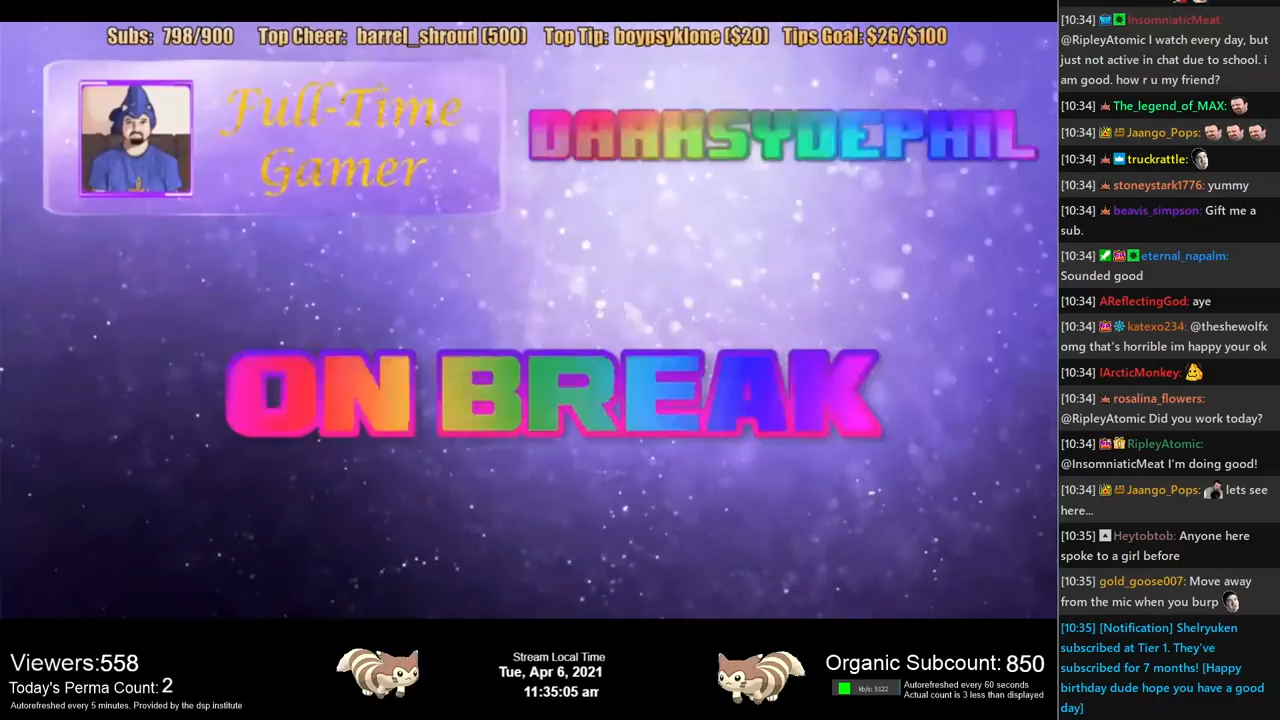 Subs: 798/900 Top Cheer: barrel_shroud (500) Top Tip: boypsyklone ($20) Tips Goal: $26/$100
Full-Time
Gamer
DARKSYDEPHIL
ON BREAK
Viewers:558
Today's Perma Count: 2
Autorefreshed every 5 minutes. Provided by the dsp institute
Stream Local Time
Tue, Apr 6, 2021
11:35:05 am
Organic Subcount: 850
kb/s: 5122
Autorefreshed every 60 seconds
Actual count is 3 less than displayed
[10:34] InsomniaticMeat:
@RipleyAtomic I watch every day, but
just not active in chat due to school. i
am good. how r u my friend?
[10:34] The_legend_of_MAX:
[10:34] Jaango_Pops:
[10:34] truckrattle:
[10:34] stoneystark1776: yummy
[10:34] beavis_simpson: Gift me a
sub.
[10:34] eternal_napalm:
Sounded good
[10:34] AReflectingGod: aye
[10:34] katexo234: @theshewolfx
omg that's horrible im happy your ok
[10:34] IArcticMonkey:
[10:34] rosalina_flowers:
@RipleyAtomic Did you work today?
[10:34] RipleyAtomic:
@InsomniaticMeat I'm doing good!
[10:34] Jaango_Pops: lets see
here...
[10:35] Heytobtob: Anyone here
spoke to a girl before
[10:35] gold_goose007: Move away
from the mic when you burp
[10:35] [Notification] Shelryuken
subscribed at Tier 1. They've
subscribed for 7 months! [Happy
birthday dude hope you have a good
day]